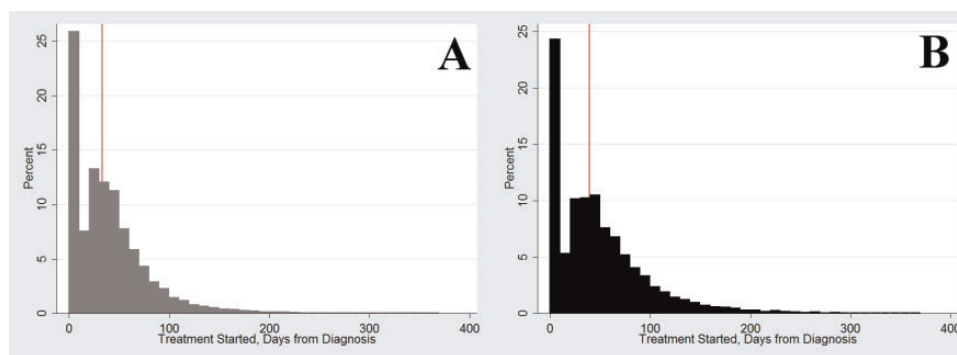 A
Percent
0 5 10 15 20 25
0 100 200 300 400
Treatment Started, Days from Diagnosis
B
Percent
0 5 10 15 20 25
0 100 200 300 400
Treatment Started, Days from Diagnosis